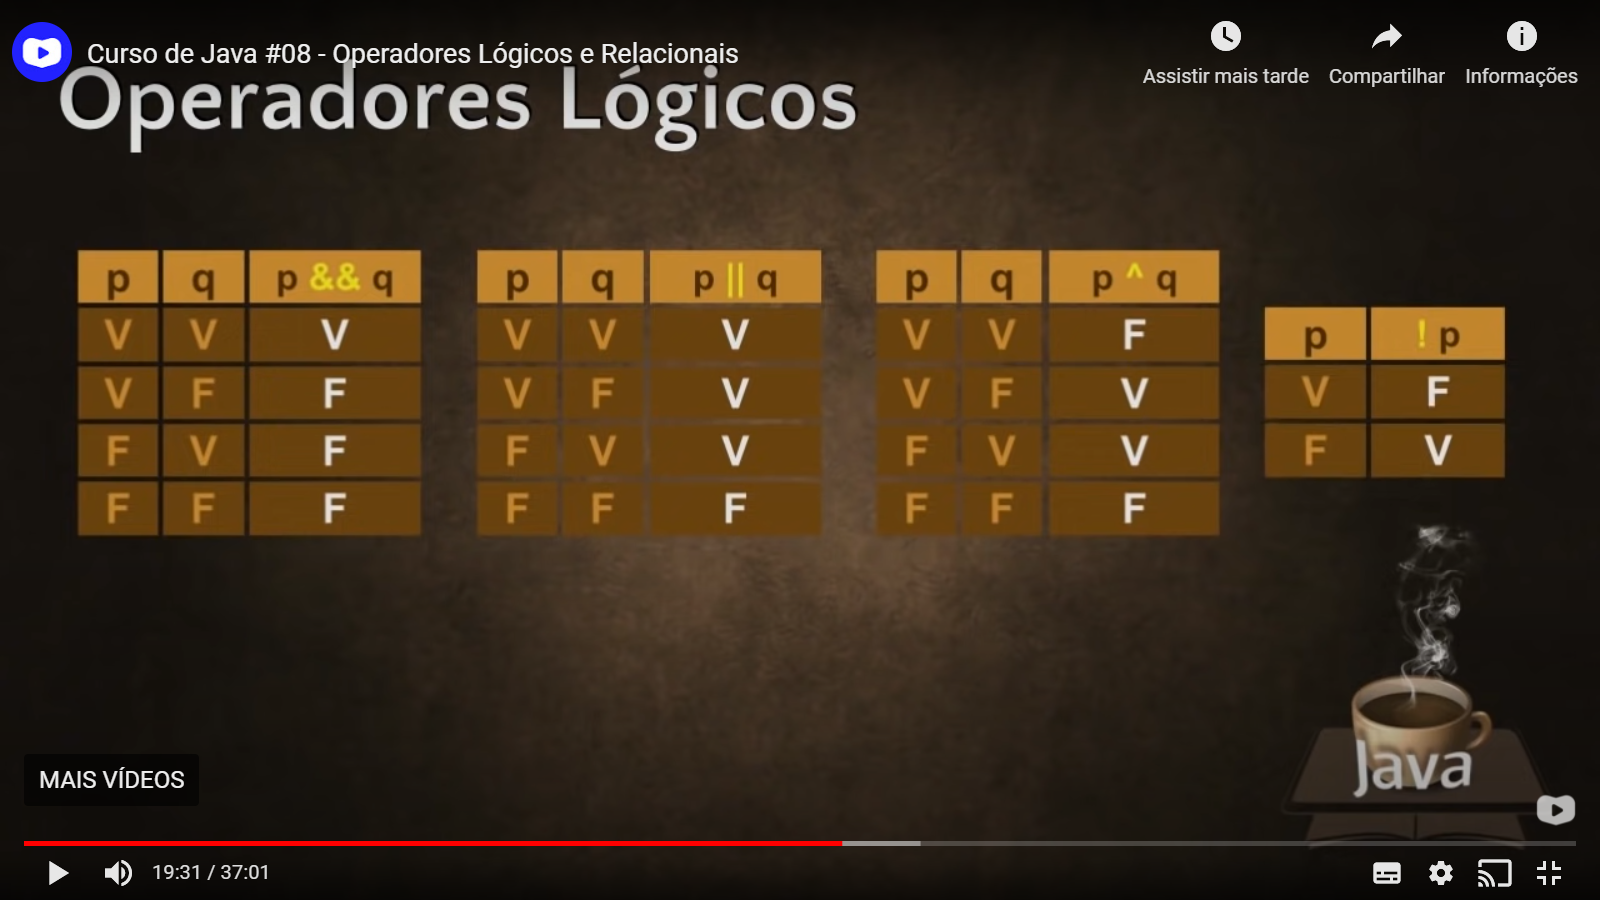 Curso de Java #08 - Operadores Lógicos e Relacionais
Assistir mais tarde
Compartilhar
Informações
Operadores Lógicos
p q p && q
V V V
V F F
F V F
F F F
p q p || q
V V V
V F V
F V V
F F F
p q p ^ q
V V F
V F V
F V V
F F F
p ! p
V F
F V
Java
MAIS VÍDEOS
19:31 / 37:01